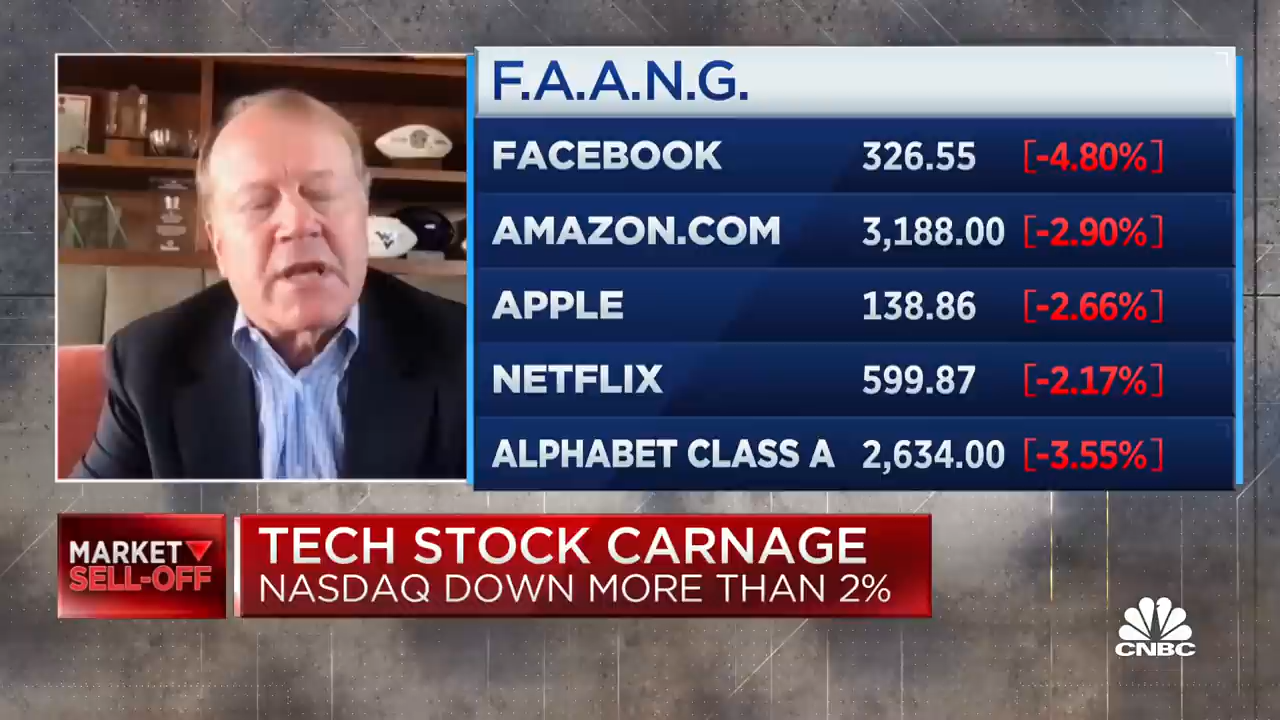 F.A.A.N.G.
FACEBOOK 326.55 [-4.80%]
AMAZON.COM 3,188.00 [-2.90%]
APPLE 138.86 [-2.66%]
NETFLIX 599.87 [-2.17%]
ALPHABET CLASS A 2,634.00 [-3.55%]
MARKET
SELL-OFF
TECH STOCK CARNAGE
NASDAQ DOWN MORE THAN 2%
CNBC